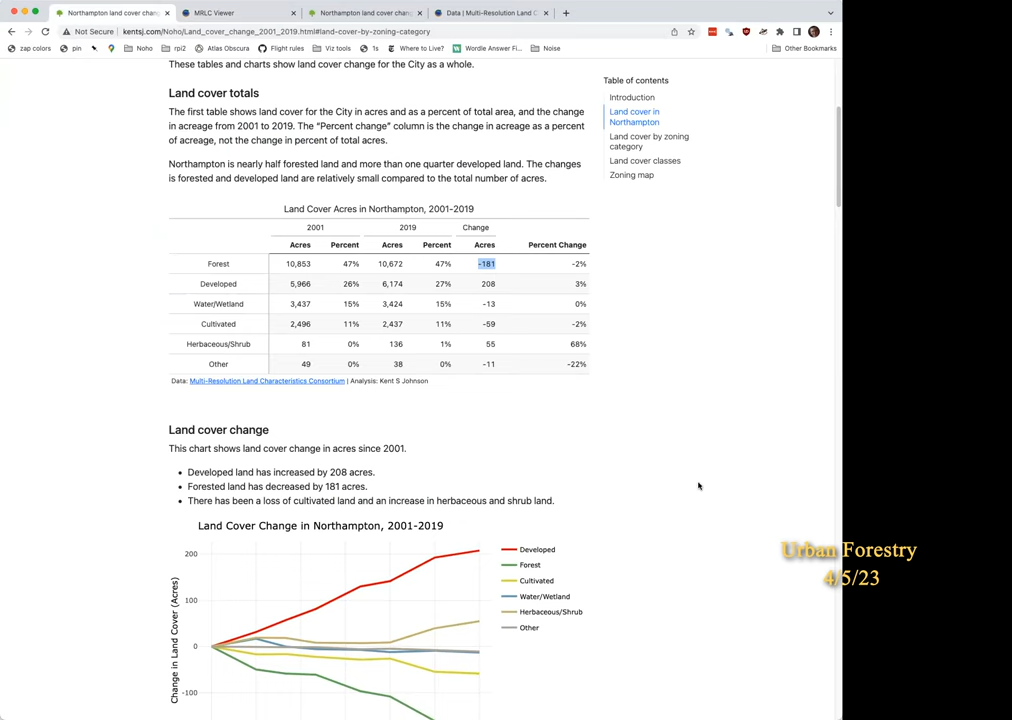 Northampton land cover chang
MRLC Viewer
Northampton land cover chang
Data | Multi-Resolution Land C
Not Secure
kentsj.com/Noho/Land_cover_change_2001_2019.html#land-cover-by-zoning-category
zap colors
pin
Noho
rpi2
Atlas Obscura
Flight rules
Viz tools
1s
Where to Live?
Wordle Answer Fi...
Noise
Other Bookmarks
These tables and charts show land cover change for the City as a whole.
Land cover totals
The first table shows land cover for the City in acres and as a percent of total area, and the change
in acreage from 2001 to 2019. The “Percent change” column is the change in acreage as a percent
of acreage, not the change in percent of total acres.
Northampton is nearly half forested land and more than one quarter developed land. The changes
is forested and developed land are relatively small compared to the total number of acres.
Table of contents
Introduction
Land cover in
Northampton
Land cover by zoning
category
Land cover classes
Zoning map
Land Cover Acres in Northampton, 2001-2019
2001 2019 Change
Acres Percent Acres Percent Acres Percent Change
Forest 10,853 47% 10,672 47% -181 -2%
Developed 5,966 26% 6,174 27% 208 3%
Water/Wetland 3,437 15% 3,424 15% -13 0%
Cultivated 2,496 11% 2,437 11% -59 -2%
Herbaceous/Shrub 81 0% 136 1% 55 68%
Other 49 0% 38 0% -11 -22%
Data: Multi-Resolution Land Characteristics Consortium | Analysis: Kent S Johnson
Land cover change
This chart shows land cover change in acres since 2001.
• Developed land has increased by 208 acres.
• Forested land has decreased by 181 acres.
• There has been a loss of cultivated land and an increase in herbaceous and shrub land.
Land Cover Change in Northampton, 2001-2019
Change in Land Cover (Acres)
200
100
0
-100
Developed
Forest
Cultivated
Water/Wetland
Herbaceous/Shrub
Other
Urban Forestry
4/5/23